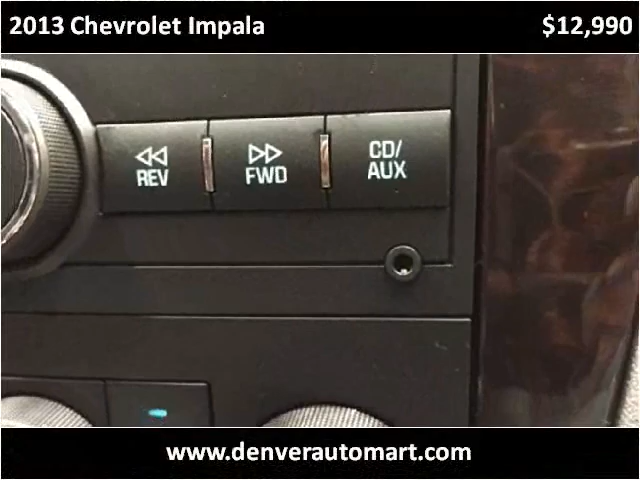 2013 Chevrolet Impala $12,990
REV
FWD
CD/
AUX
www.denverautomart.com